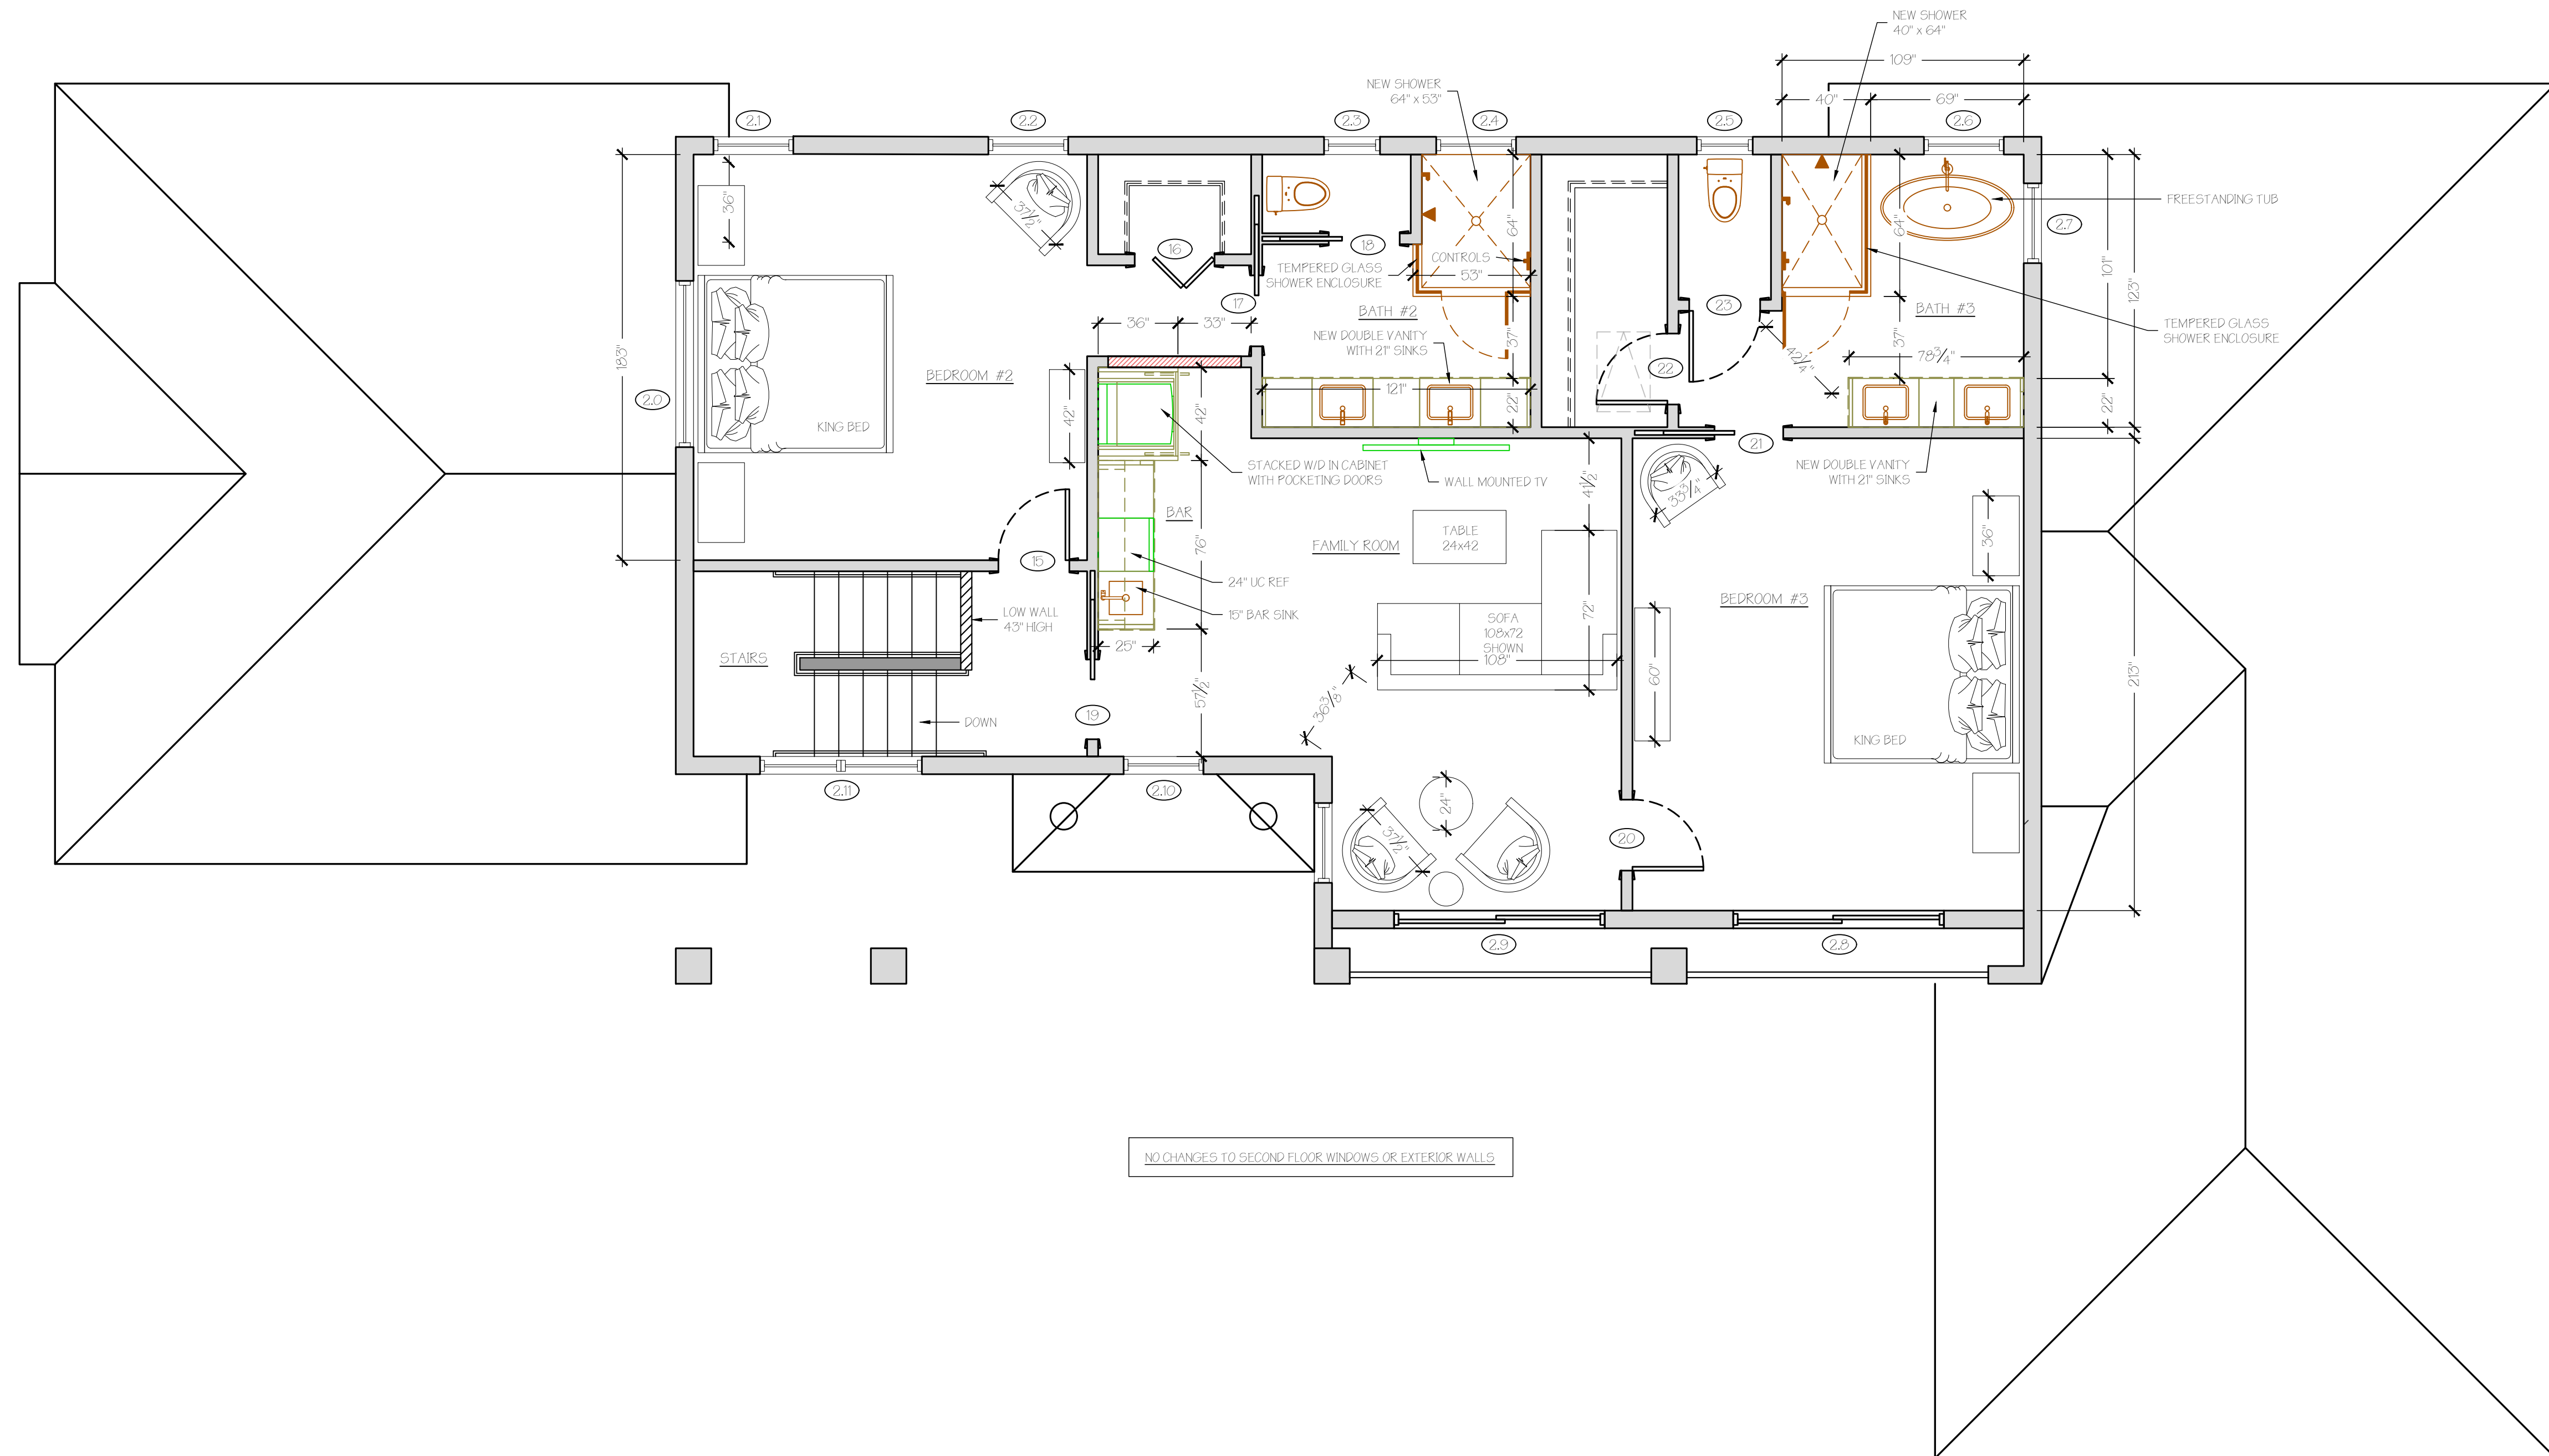 NEW SHOWER
40" x 64"
109"
NEW SHOWER
64" x 53"
40"
69"
2.1
2.2
2.3
2.4
2.5
2.6
36"
37½"
FREESTANDING TUB
2.7
64"
64"
101"
123"
16
18
CONTROLS
TEMPERED GLASS
SHOWER ENCLOSURE
53"
17
23
BATH #2
BATH #3
36"
33"
NEW DOUBLE VANITY
WITH 21" SINKS
37"
37"
TEMPERED GLASS
SHOWER ENCLOSURE
183"
42¼"
78¾"
22
BEDROOM #2
121"
2.0
42"
42"
22"
22"
KING BED
21
STACKED W/D IN CABINET
WITH POCKETING DOORS
WALL MOUNTED TV
41½"
33¾"
NEW DOUBLE VANITY
WITH 21" SINKS
BAR
TABLE
24x42
FAMILY ROOM
76"
36"
15
24" UC REF
LOW WALL
43" HIGH
15" BAR SINK
SOFA
108x72
SHOWN
108"
72"
BEDROOM #3
STAIRS
25"
60"
213"
57½"
36⅜"
19
DOWN
KING BED
2.11
2.10
24"
37½"
20
2.9
2.8
NO CHANGES TO SECOND FLOOR WINDOWS OR EXTERIOR WALLS